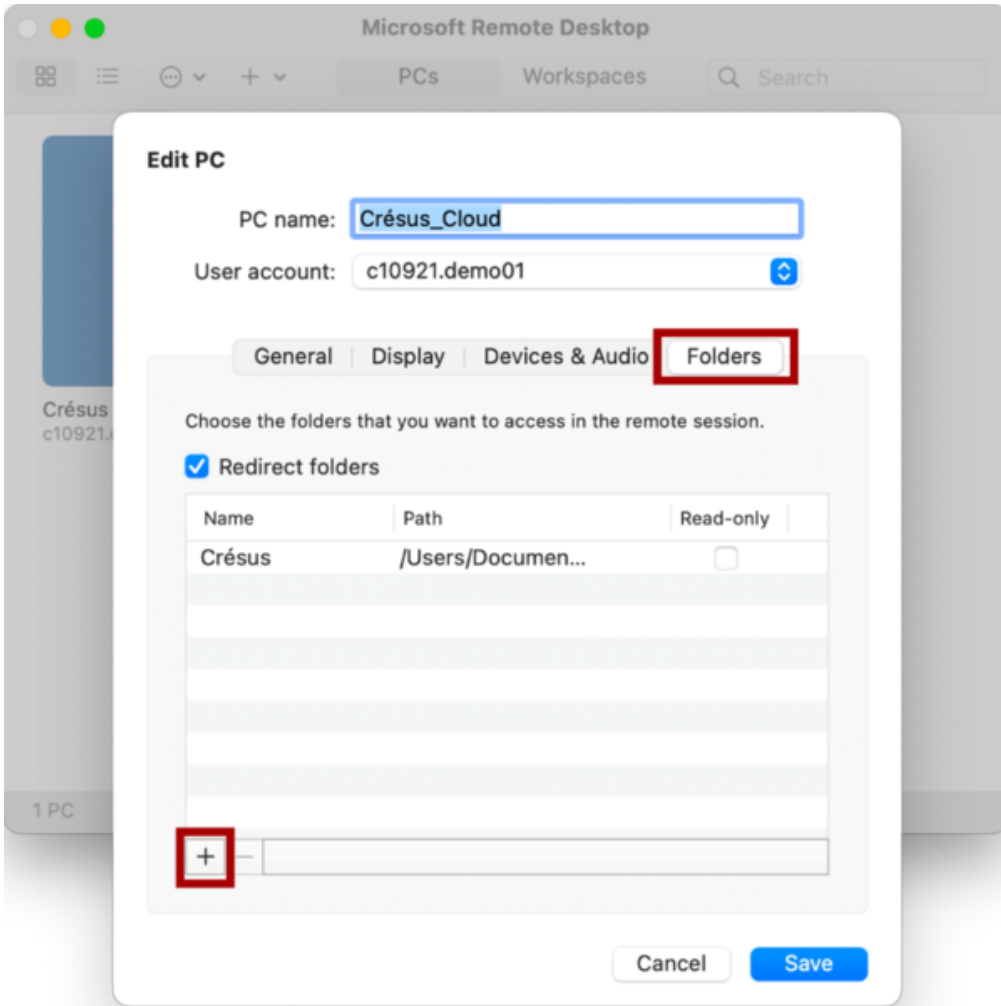 Microsoft Remote Desktop
PCs Workspaces Search
Edit PC
PC name: Crésus_Cloud
User account: c10921.demo01
General Display Devices & Audio Folders
Crésus
c10921.
Choose the folders that you want to access in the remote session.
Redirect folders
Name Path Read-only
Crésus /Users/Documen...
1 PC
+ −
Cancel Save